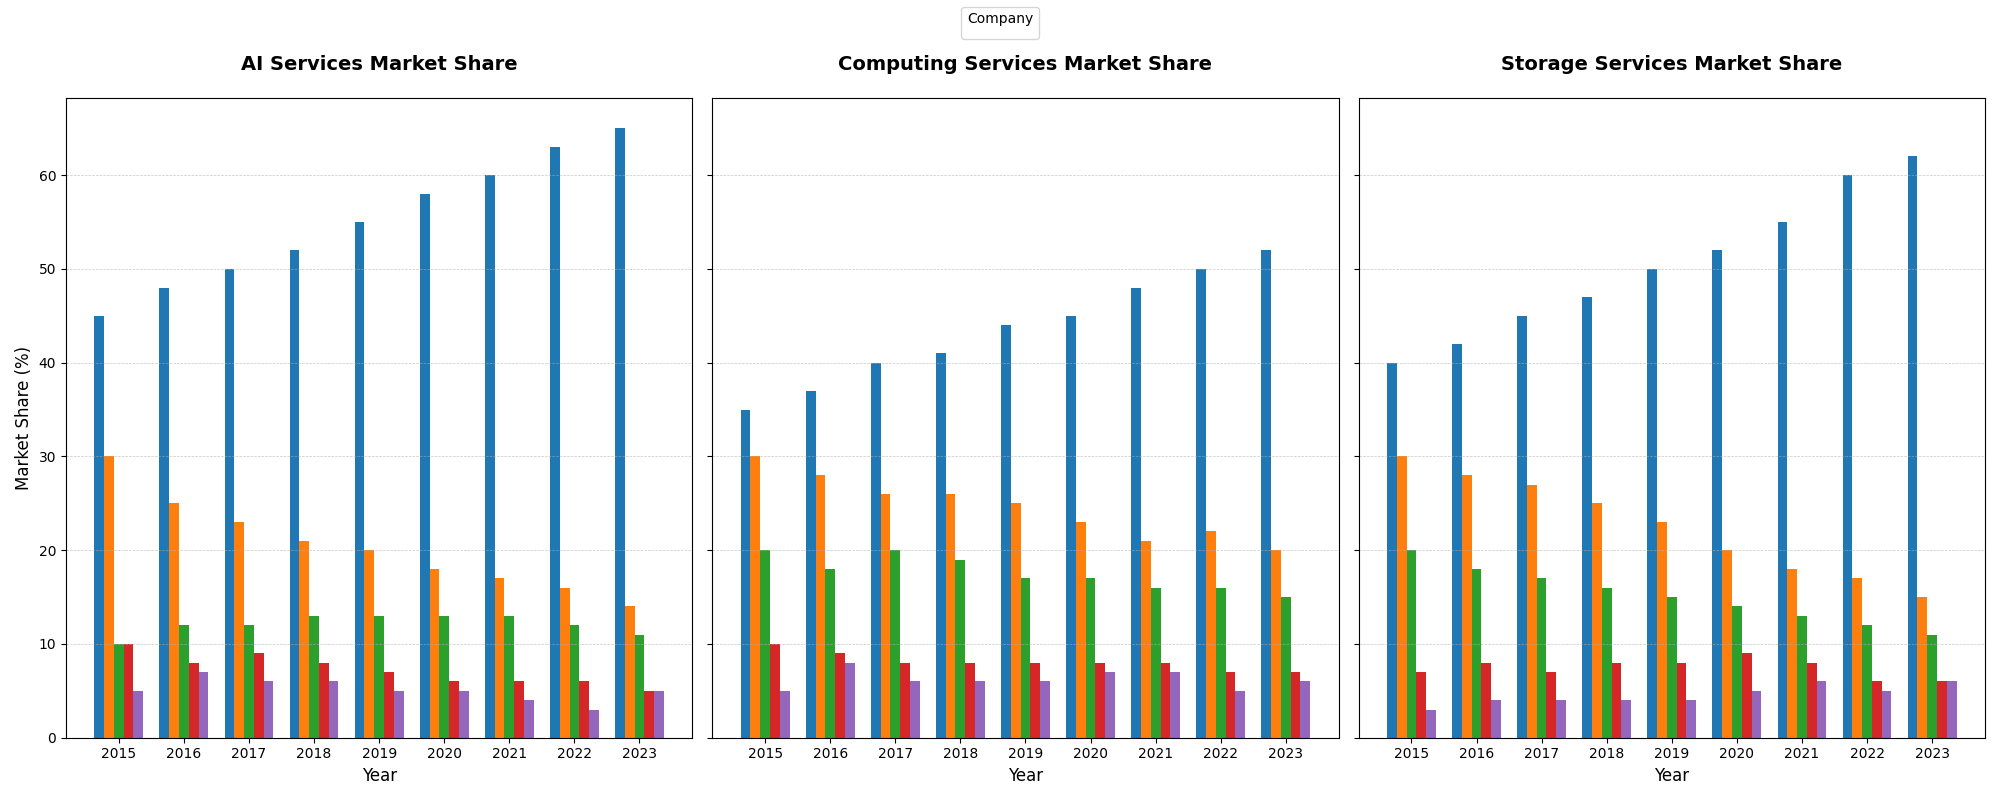 Company
AI Services Market Share
Computing Services Market Share
Storage Services Market Share
Market Share (%)
60
50
40
30
20
10
0
2015 2016 2017 2018 2019 2020 2021 2022 2023
2015 2016 2017 2018 2019 2020 2021 2022 2023
2015 2016 2017 2018 2019 2020 2021 2022 2023
Year
Year
Year